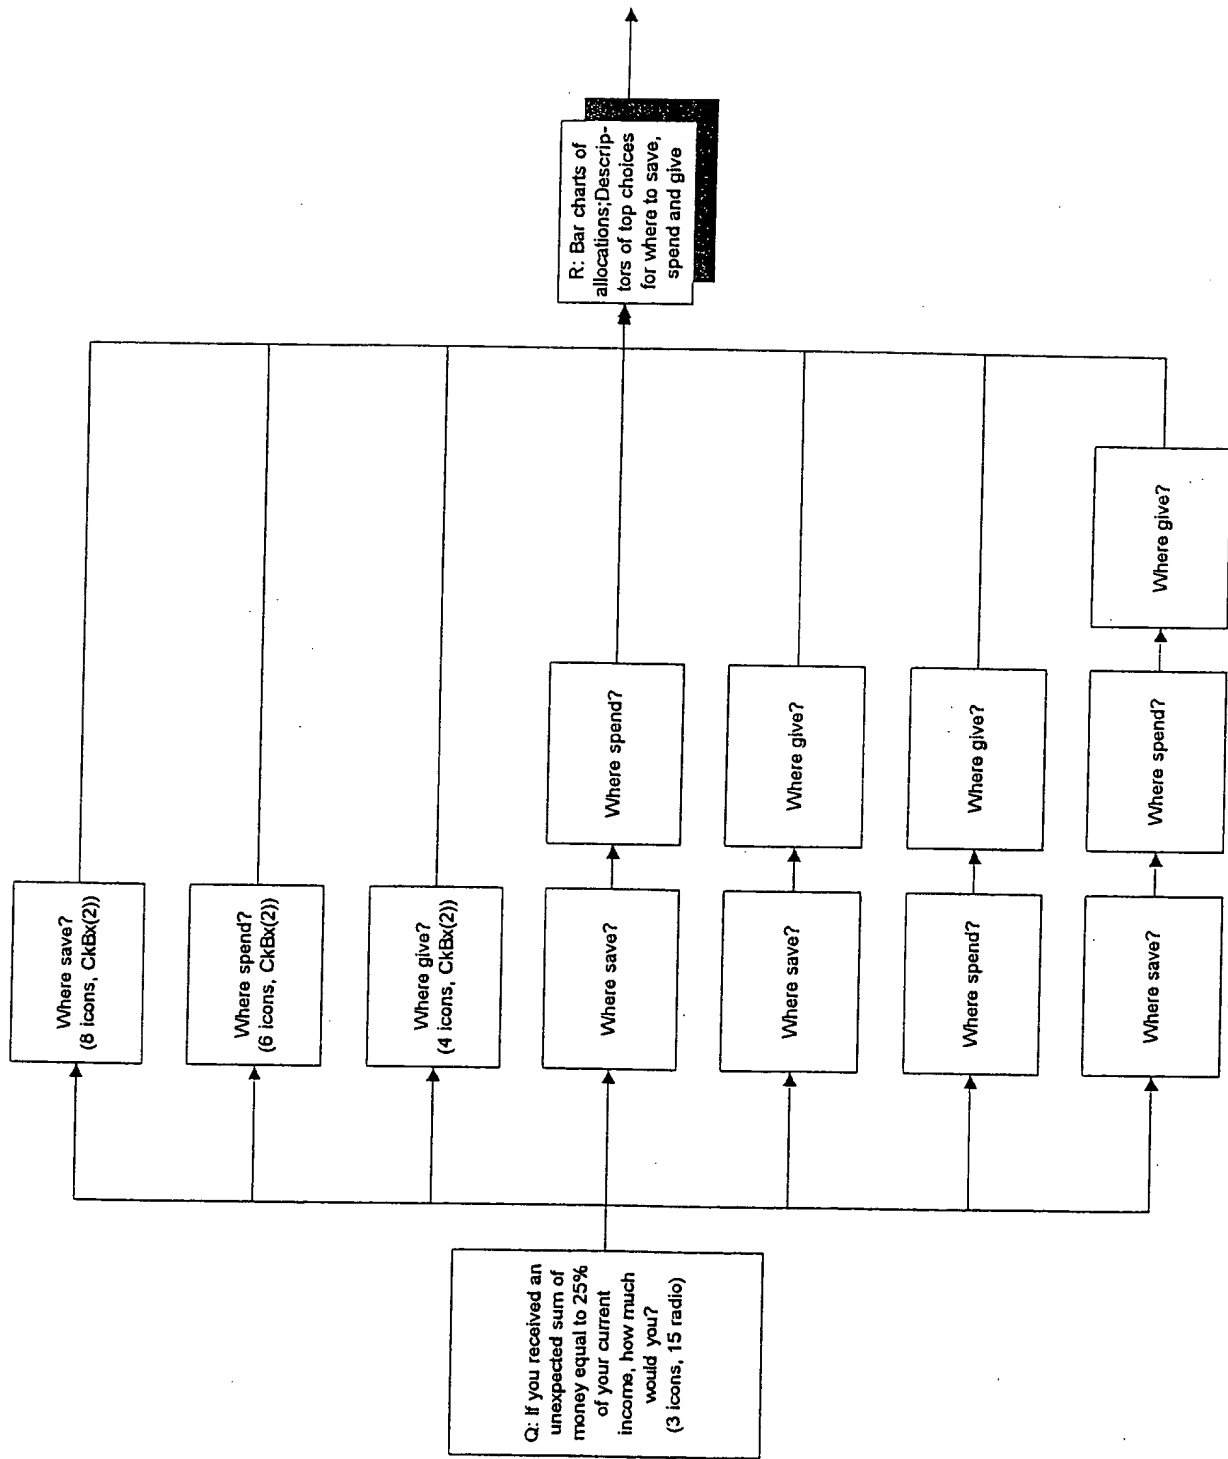 Q: If you received an
unexpected sum of
money equal to 25%
of your current
income, how much
would you?
(3 icons, 15 radio)
Where save?
(8 icons, CkBx(2))
Where spend?
(6 icons, CkBx(2))
Where give?
(4 icons, CkBx(2))
Where save?
Where spend?
Where save?
Where give?
Where spend?
Where give?
Where save?
Where spend?
Where give?
R: Bar charts of
allocations;Descrip-
tors of top choices
for where to save,
spend and give